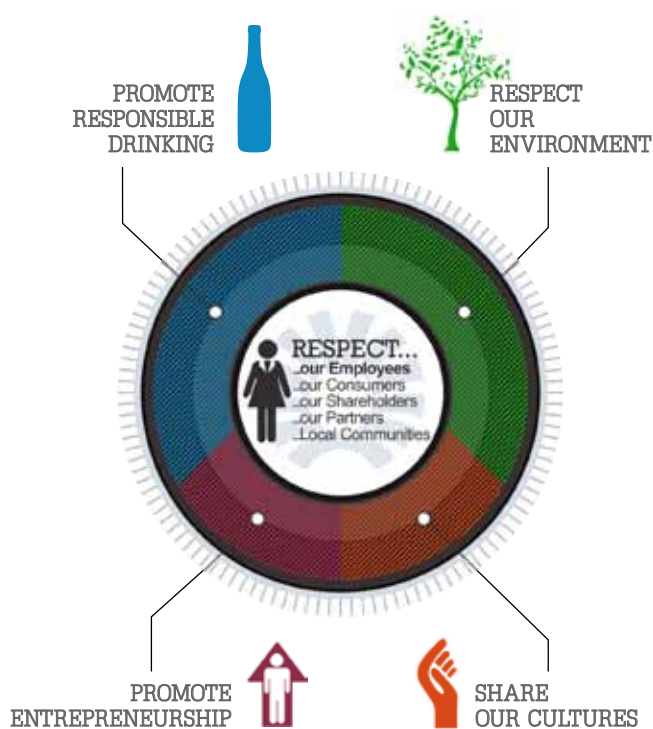 PROMOTE
RESPONSIBLE
DRINKING
RESPECT
OUR
ENVIRONMENT
RESPECT...
...our Employees
...our Consumers
...our Shareholders
...our Partners
...Local Communities
PROMOTE
ENTREPRENEURSHIP
SHARE
OUR CULTURES